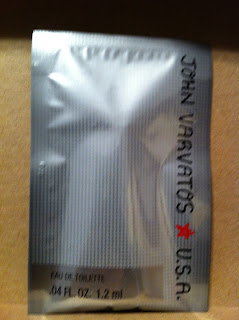 JOHN VARVATOS ★ U.S.A.
EAU DE TOILETTE
.04 FL. OZ. 1.2 ml